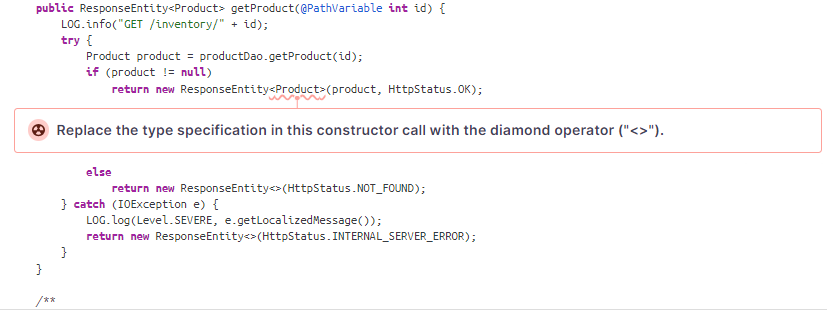 public ResponseEntity<Product> getProduct(@PathVariable int id) {
LOG.info("GET /inventory/" + id);
try {
Product product = productDao.getProduct(id);
if (product != null)
return new ResponseEntity<Product>(product, HttpStatus.OK);
Replace the type specification in this constructor call with the diamond operator ("<>").
else
return new ResponseEntity<>(HttpStatus.NOT_FOUND);
} catch (IOException e) {
LOG.log(Level.SEVERE, e.getLocalizedMessage());
return new ResponseEntity<>(HttpStatus.INTERNAL_SERVER_ERROR);
}
}
/**